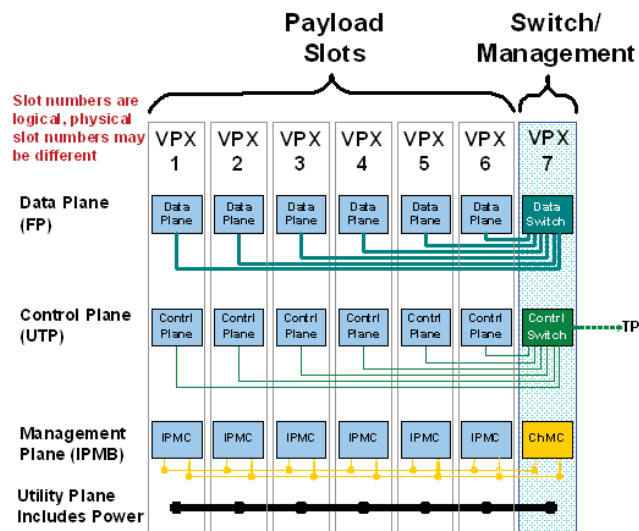 Payload
Slots
Switch/
Management
Slot numbers are
logical, physical
slot numbers may
be different
VPX
1
VPX
2
VPX
3
VPX
4
VPX
5
VPX
6
VPX
7
Data Plane
(FP)
Data
Plane
Data
Plane
Data
Plane
Data
Plane
Data
Plane
Data
Plane
Data
Switch
Control Plane
(UTP)
Contrl
Plane
Contrl
Plane
Contrl
Plane
Contrl
Plane
Contrl
Plane
Contrl
Plane
Contrl
Switch
TP
Management
Plane (IPMB)
IPMC
IPMC
IPMC
IPMC
IPMC
IPMC
ChMC
Utility Plane
Includes Power